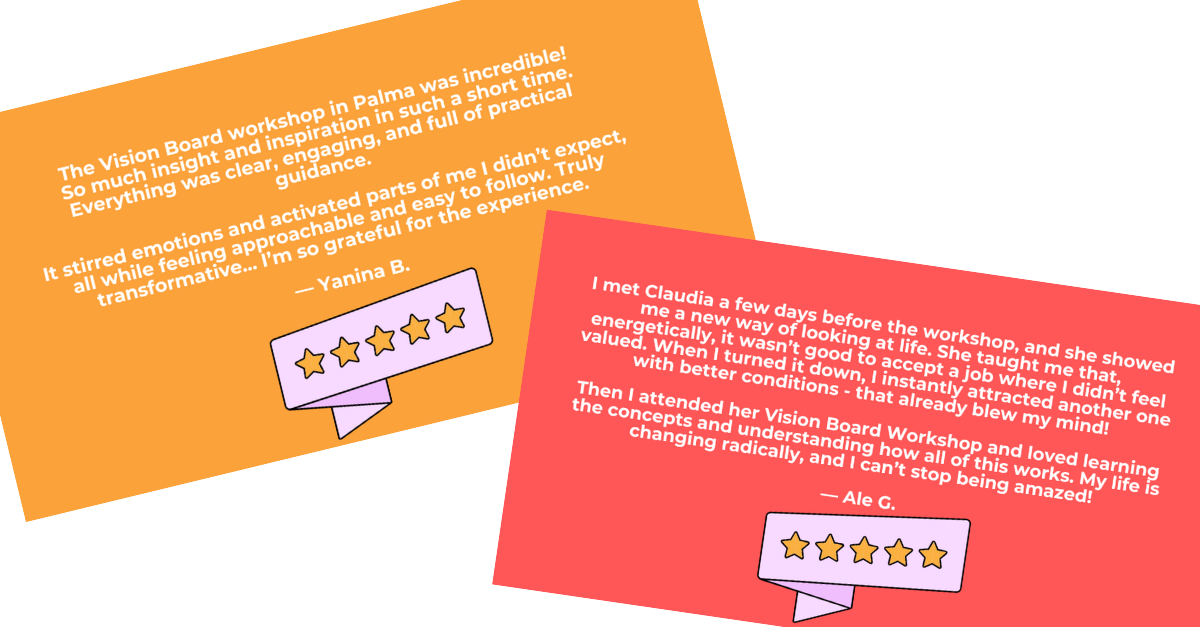 The Vision Board workshop in Palma was incredible!
So much insight and inspiration in such a short time.
Everything was clear, engaging, and full of practical
guidance.
It stirred emotions and activated parts of me I didn’t expect,
all while feeling approachable and easy to follow. Truly
transformative... I’m so grateful for the experience.
— Yanina B.
I met Claudia a few days before the workshop, and she showed
me a new way of looking at life. She taught me that,
energetically, it wasn’t good to accept a job where I didn’t feel
valued. When I turned it down, I instantly attracted another one
with better conditions - that already blew my mind!
Then I attended her Vision Board Workshop and loved learning
the concepts and understanding how all of this works. My life is
changing radically, and I can’t stop being amazed!
— Ale G.